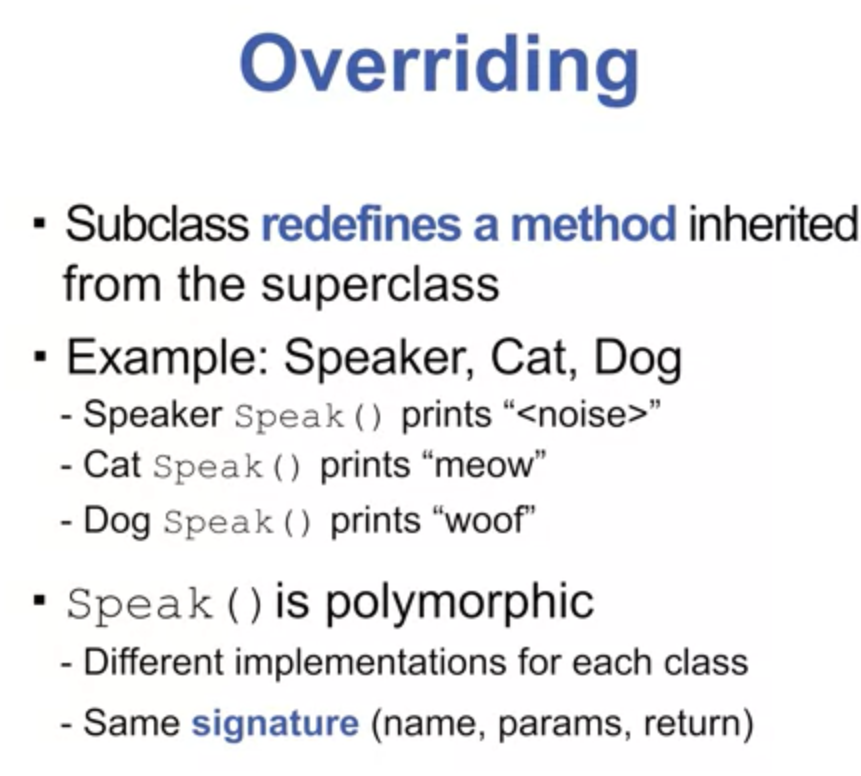 Overriding
▪ Subclass redefines a method inherited
from the superclass
▪ Example: Speaker, Cat, Dog
- Speaker Speak() prints “<noise>”
- Cat Speak() prints “meow”
- Dog Speak() prints “woof”
▪ Speak() is polymorphic
- Different implementations for each class
- Same signature (name, params, return)